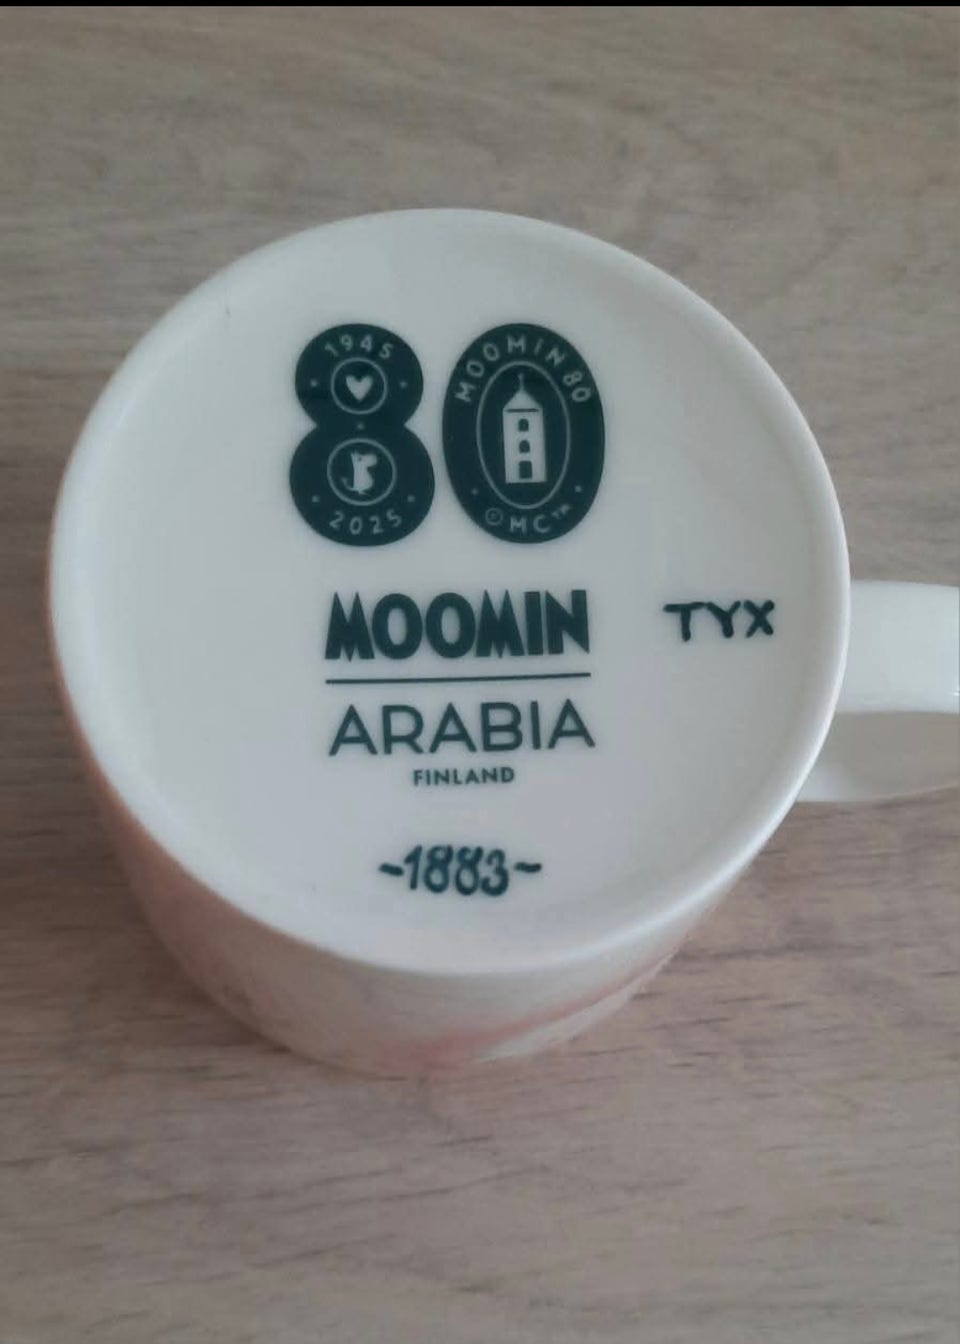 1945
2025
MOOMIN 80
© MC™
MOOMIN
TYX
ARABIA
FINLAND
~1883~